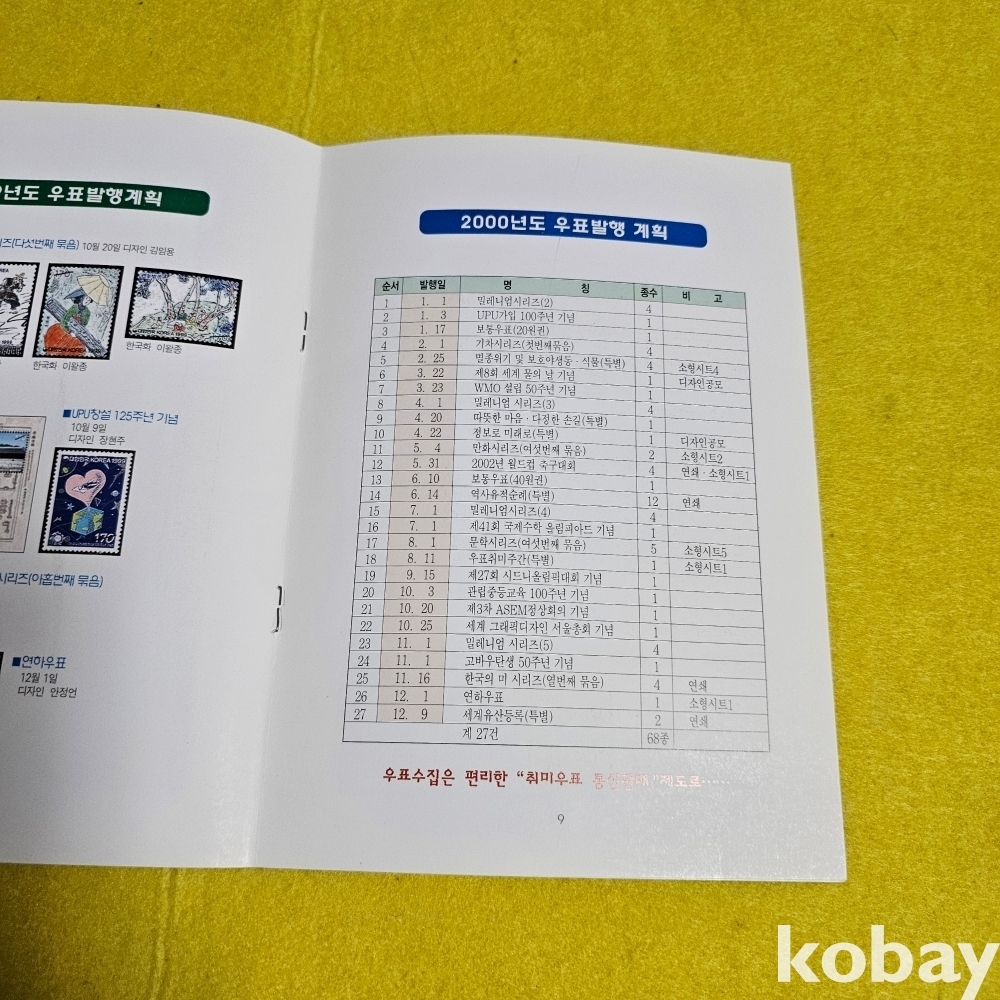 년도 우표발행계획
리즈(다섯번째 묶음) 10월 20일 디자인 김임용
한국화 이왈종
한국화 이왈종
■UPU창설 125주년 기념
10월 9일
디자인 장현주
대한민국 KOREA 1999
170
시리즈(아홉번째 묶음)
■연하우표
12월 1일
디자인 안정언
2000년도 우표발행 계획
순서 발행일 명 칭 종수 비 고
1 1. 1 밀레니엄시리즈(2) 4
2 1. 3 UPU가입 100주년 기념 1
3 1. 17 보통우표(20원권) 1
4 2. 1 기차시리즈(첫번째묶음) 4
5 2. 25 멸종위기 및 보호야생동·식물(특별) 4 소형시트4
6 3. 22 제8회 세계 물의 날 기념 1 디자인공모
7 3. 23 WMO 설립 50주년 기념 1
8 4. 1 밀레니엄 시리즈(3) 4
9 4. 20 따뜻한 마음·다정한 손길(특별) 1
10 4. 22 정보로 미래로(특별) 1 디자인공모
11 5. 4 만화시리즈(여섯번째 묶음) 2 소형시트2
12 5. 31 2002년 월드컵 축구대회 4 연쇄·소형시트1
13 6. 10 보통우표(40원권) 1
14 6. 14 역사유적순례(특별) 12 연쇄
15 7. 1 밀레니엄시리즈(4) 4
16 7. 1 제41회 국제수학 올림피아드 기념 1
17 8. 1 문학시리즈(여섯번째 묶음) 5 소형시트5
18 8. 11 우표취미주간(특별) 1 소형시트1
19 9. 15 제27회 시드니올림픽대회 기념 1
20 10. 3 관립중등교육 100주년 기념 1
21 10. 20 제3차 ASEM정상회의 기념 1
22 10. 25 세계 그래픽디자인 서울총회 기념 1
23 11. 1 밀레니엄 시리즈(5) 4
24 11. 1 고바우탄생 50주년 기념 1
25 11. 16 한국의 미 시리즈(열번째 묶음) 4 연쇄
26 12. 1 연하우표 1 소형시트1
27 12. 9 세계유산등록(특별) 2 연쇄
계 27건 68종
우표수집은 편리한 "취미우표 통신판매"제도로······
9
kobay